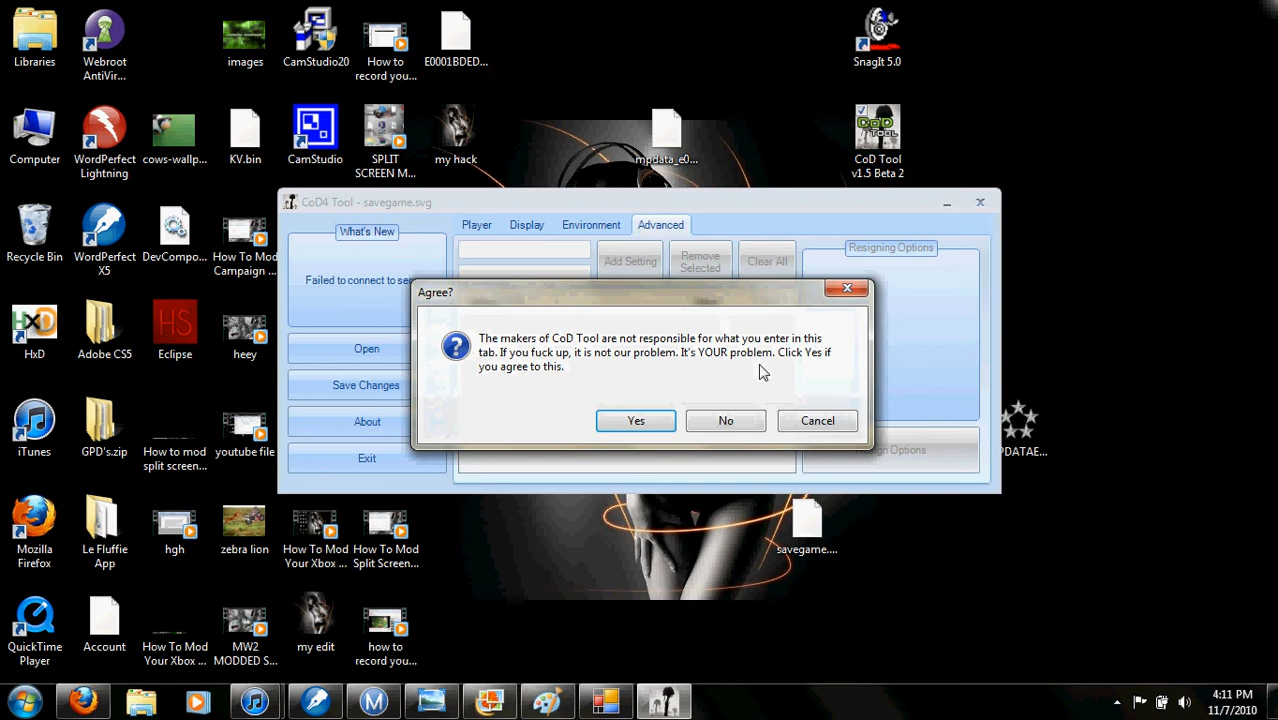 Libraries
Webroot
AntiVir...
images
CamStudio20
How to
record you...
E0001BDED...
SnagIt 5.0
Computer
WordPerfect
Lightning
cows-wallp...
KV.bin
CamStudio
SPLIT
SCREEN M...
my hack
mpdata_e0...
CoD
TOOL
CoD Tool
v1.5 Beta 2
Recycle Bin
WordPerfect
X5
DevCompo...
How To Mod
Campaign ...
HxD
HxD
Adobe CS5
HS
Eclipse
heey
iTunes
GPD's.zip
How to mod
split screen...
youtube file
PDATAE...
Mozilla
Firefox
Le Fluffie
App
hgh
zebra lion
How To Mod
Your Xbox ...
How To Mod
Split Screen...
savegame....
QuickTime
Player
Account
How To Mod
Your Xbox ...
MW2
MODDED S...
my edit
how to
record you...
CoD4 Tool - savegame.svg
What's New
Failed to connect to se
Open
Save Changes
About
Exit
Player
Display
Environment
Advanced
Add Setting
Remove
Selected
Clear All
Resigning Options
Options
Agree?
The makers of CoD Tool are not responsible for what you enter in this
tab. If you fuck up, it is not our problem. It's YOUR problem. Click Yes if
you agree to this.
Yes
No
Cancel
4:11 PM
11/7/2010